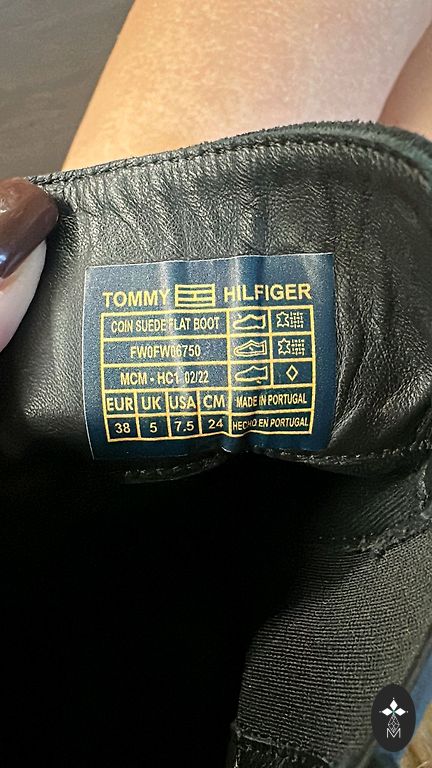 TOMMY HILFIGER
COIN SUEDE FLAT BOOT
FW0FW06750
MCM • HC1 02/22
EUR UK USA CM MADE IN PORTUGAL
38 5 7.5 24 HECHO EN PORTUGAL
M